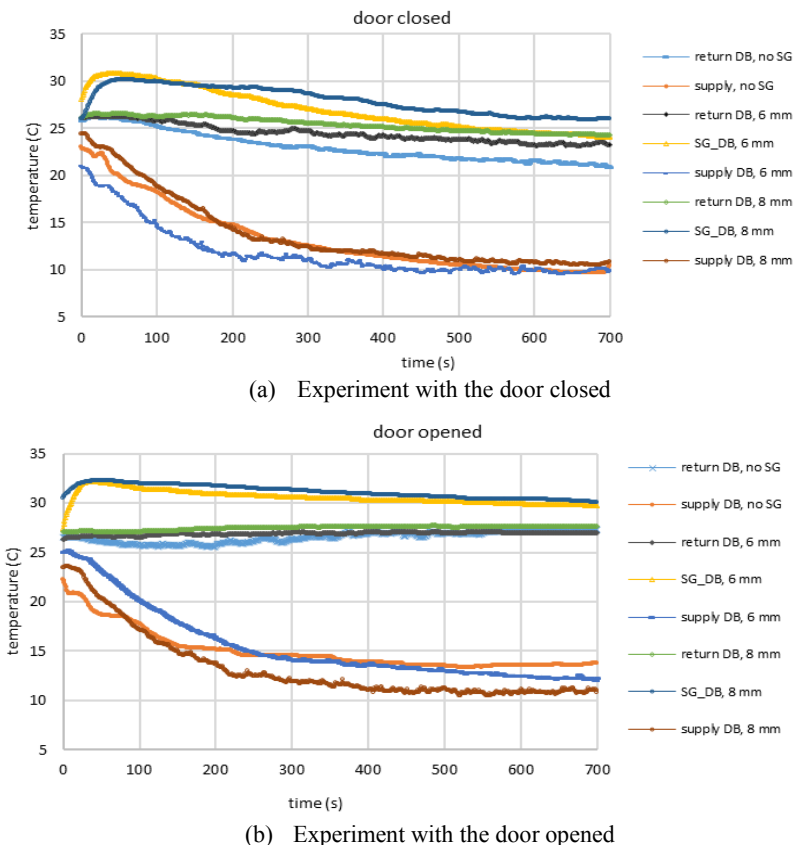 door closed
35
30
25
20
15
10
5
temperature (C)
0 100 200 300 400 500 600 700
time (s)
return DB, no SG
supply, no SG
return DB, 6 mm
SG_DB, 6 mm
supply DB, 6 mm
return DB, 8 mm
SG_DB, 8 mm
supply DB, 8 mm
(a) Experiment with the door closed
door opened
35
30
25
20
15
10
5
temperature (C)
0 100 200 300 400 500 600 700
time (s)
return DB, no SG
supply DB, no SG
return DB, 6 mm
SG_DB, 6 mm
supply DB, 6 mm
return DB, 8 mm
SG_DB, 8 mm
supply DB, 8 mm
(b) Experiment with the door opened